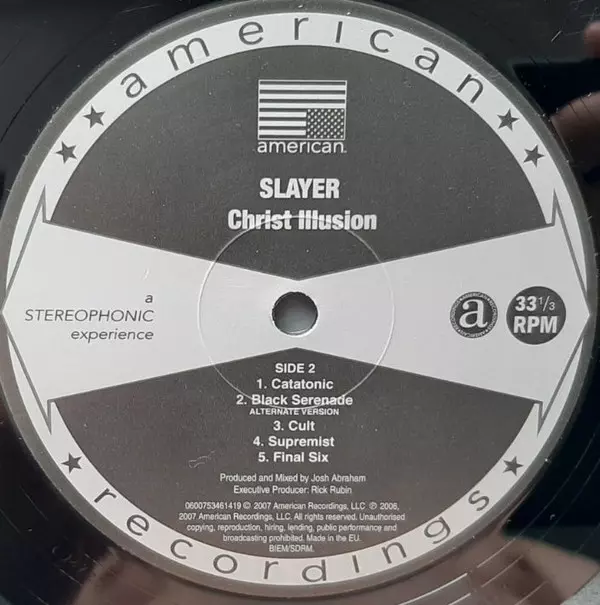 american
american
SLAYER
Christ Illusion
a
STEREOPHONIC
experience
a
33 1/3
RPM
SIDE 2
1. Catatonic
2. Black Serenade
ALTERNATE VERSION
3. Cult
4. Supremist
5. Final Six
Produced and Mixed by Josh Abraham
Executive Producer: Rick Rubin
0600753461419 © 2007 American Recordings, LLC ℗ 2006,
2007 American Recordings, LLC. All rights reserved. Unauthorised
copying, reproduction, hiring, lending, public performance and
broadcasting prohibited. Made in the EU.
BIEM/SDRM.
recordings